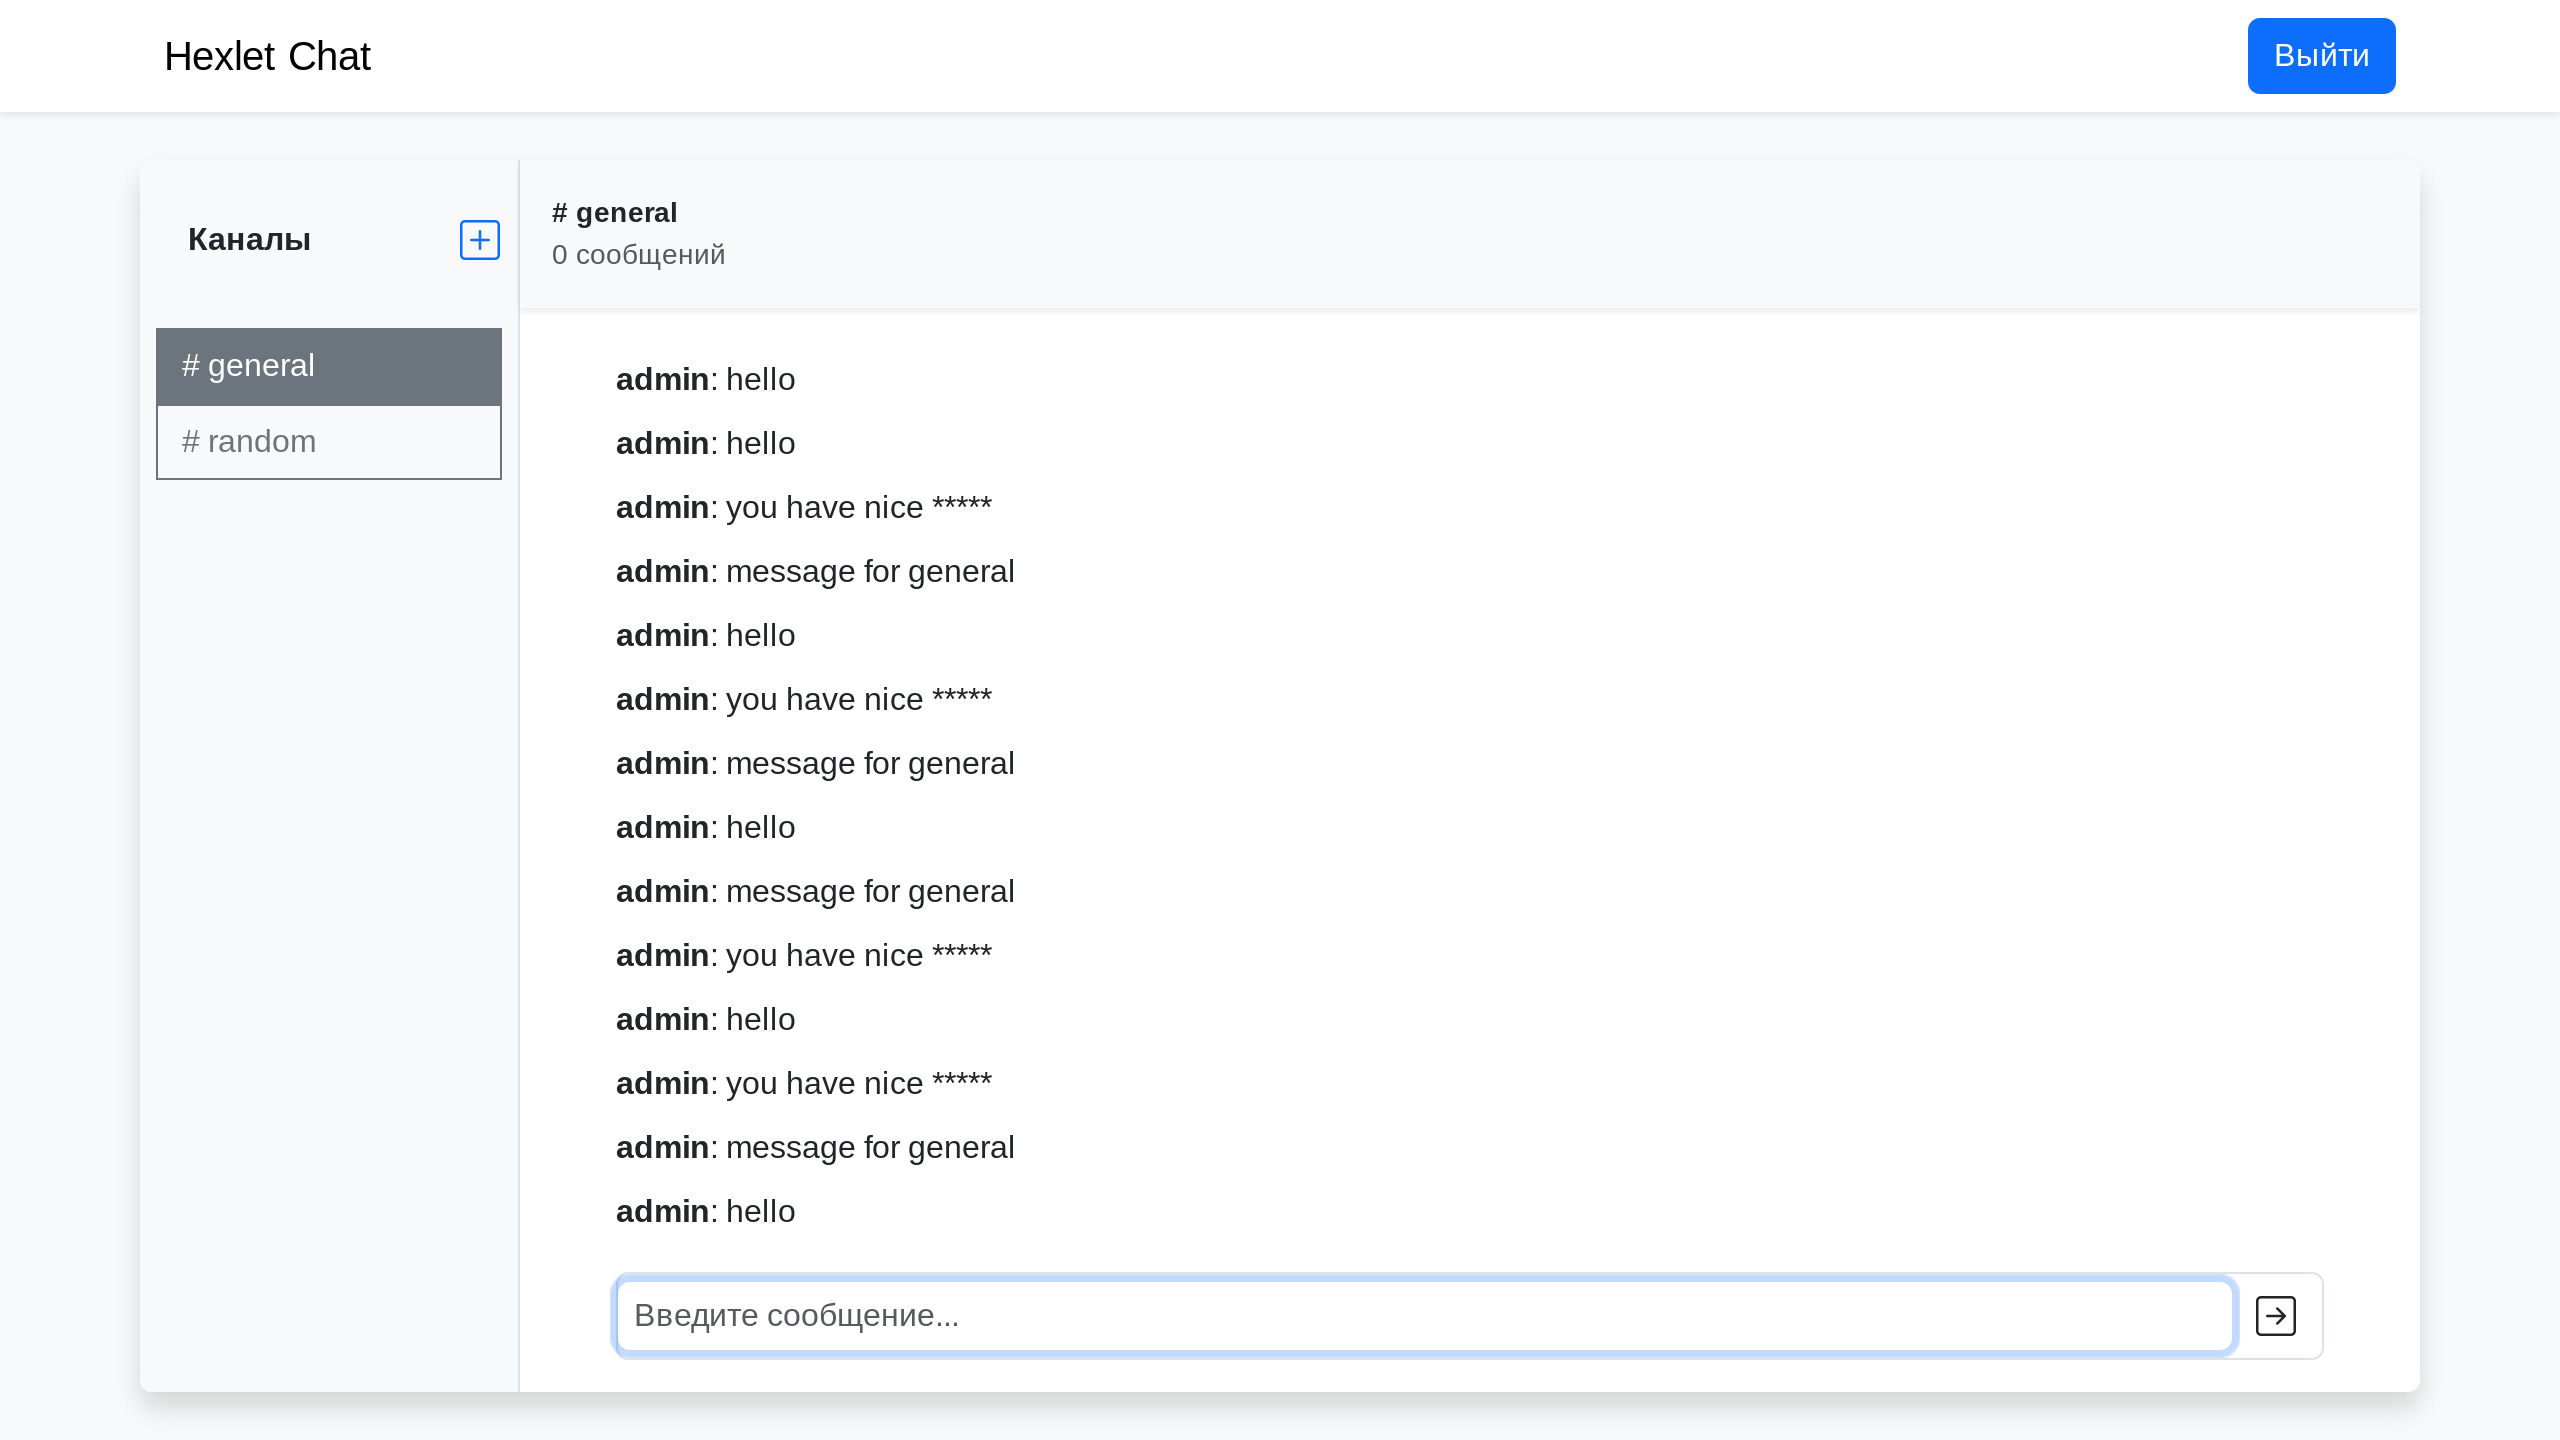 Hexlet Chat
Выйти
Каналы
# general
# random
# general
0 сообщений
admin: hello
admin: hello
admin: you have nice *****
admin: message for general
admin: hello
admin: you have nice *****
admin: message for general
admin: hello
admin: message for general
admin: you have nice *****
admin: hello
admin: you have nice *****
admin: message for general
admin: hello
Введите сообщение...